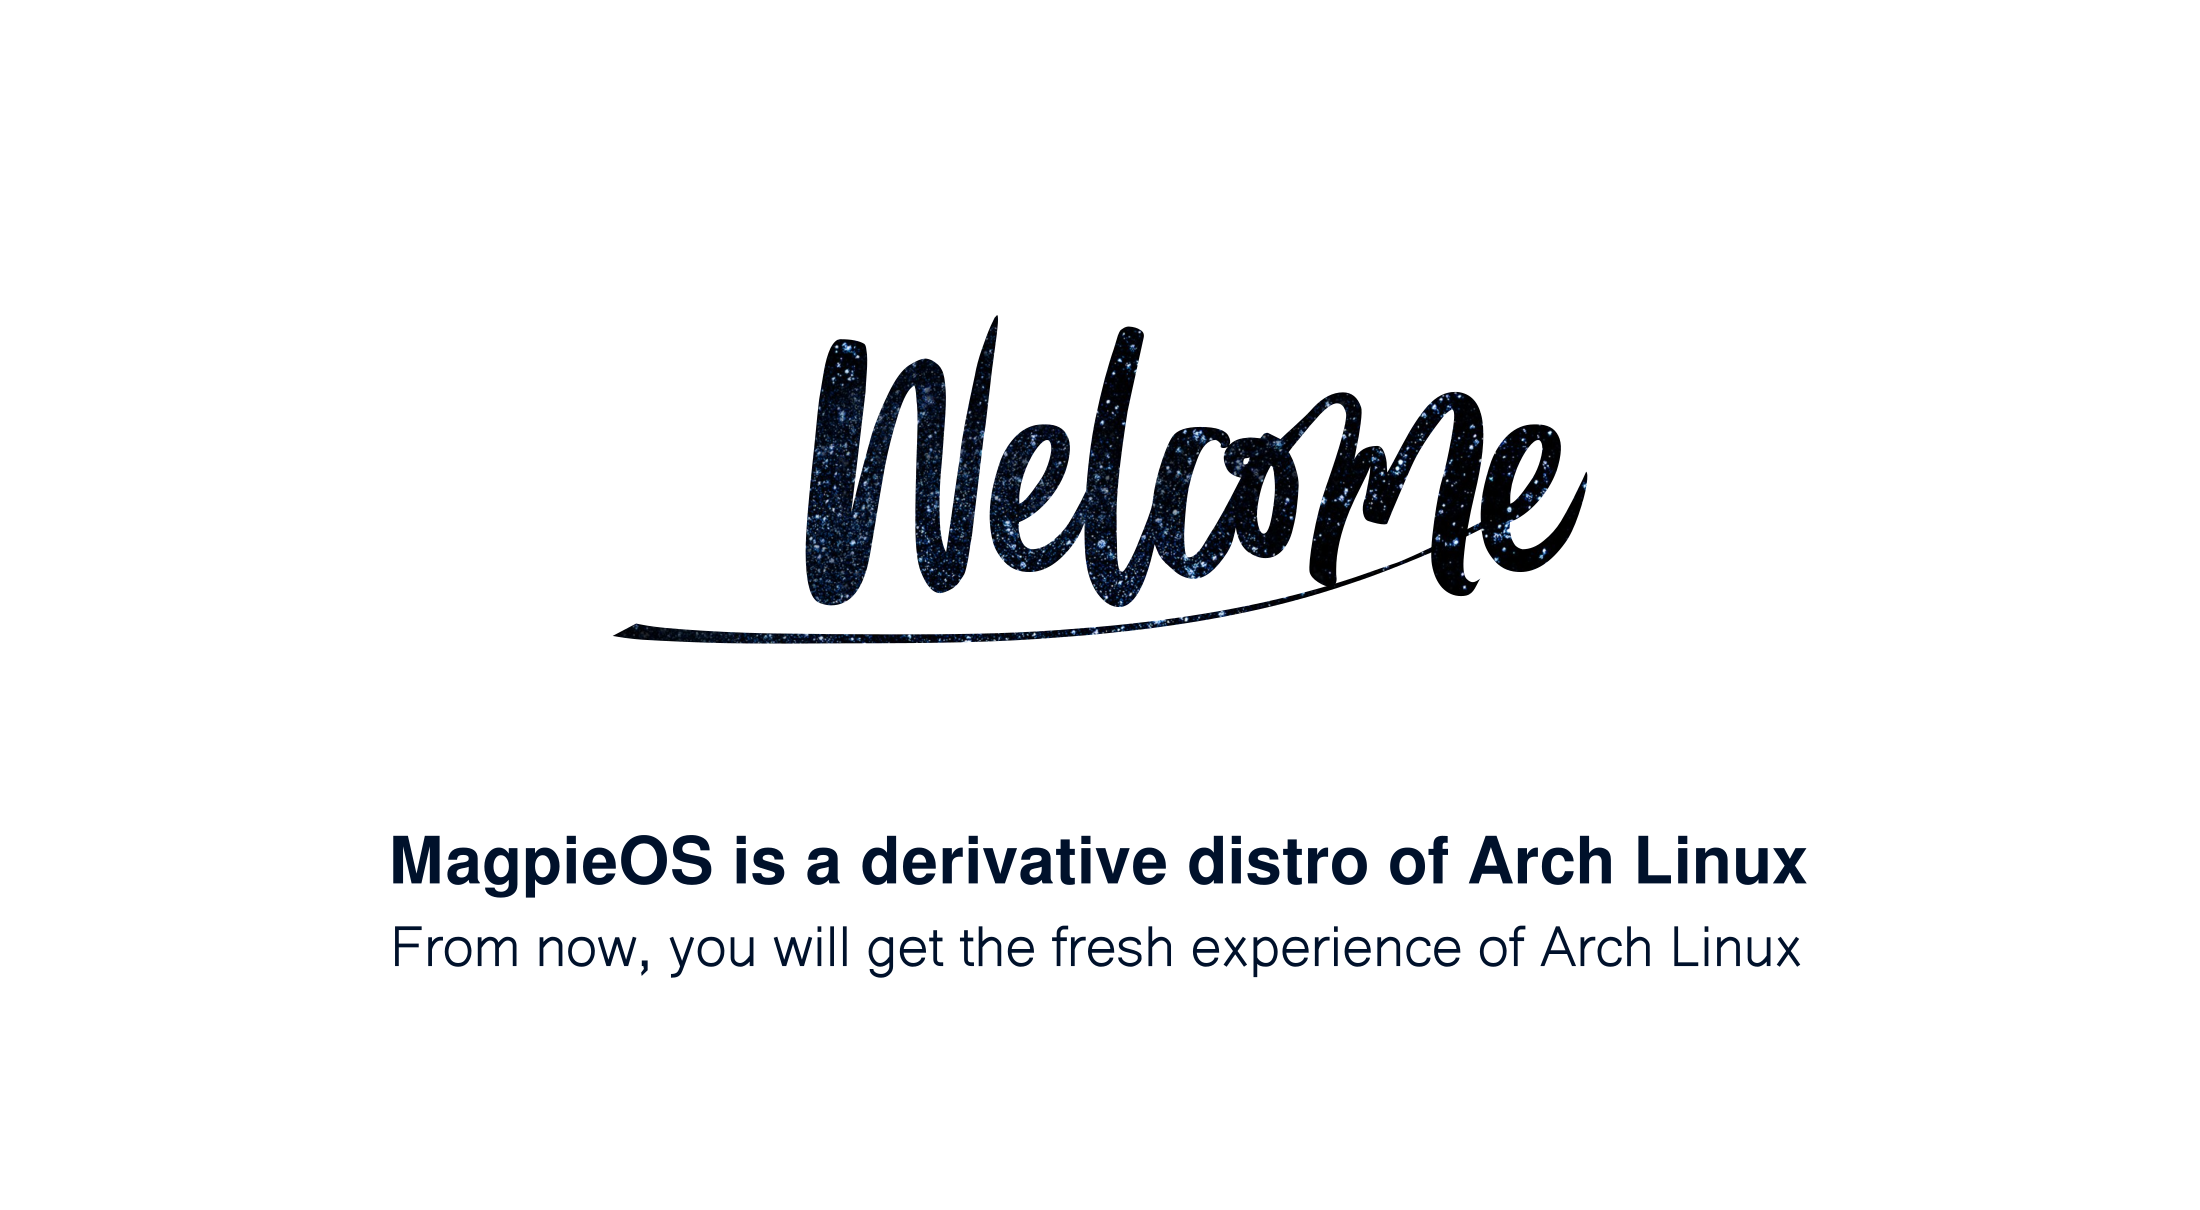 Welcome
MagpieOS is a derivative distro of Arch Linux
From now, you will get the fresh experience of Arch Linux